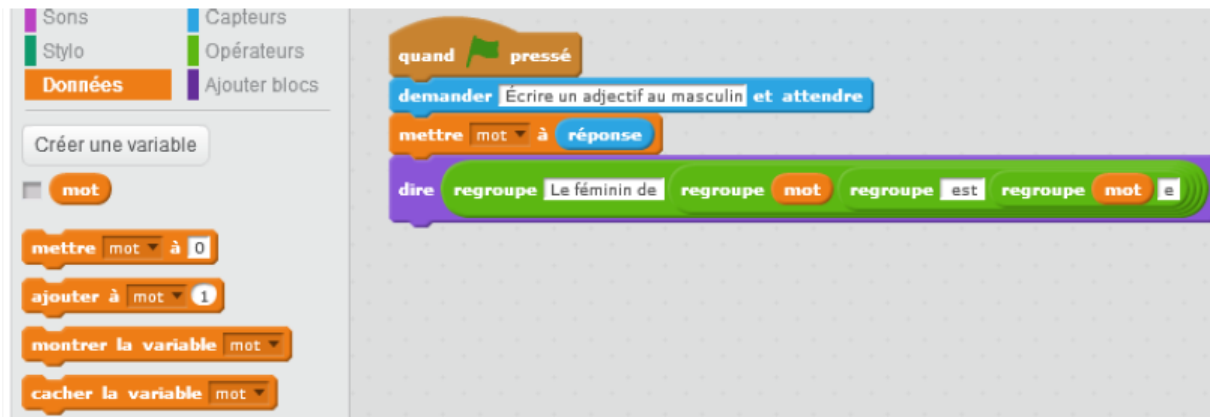 Sons Capteurs
Stylo Opérateurs
Données Ajouter blocs
Créer une variable
mot
mettre mot à 0
ajouter à mot 1
montrer la variable mot
cacher la variable mot
quand pressé
demander Écrire un adjectif au masculin et attendre
mettre mot à réponse
dire regroupe Le féminin de regroupe mot regroupe est regroupe mot e